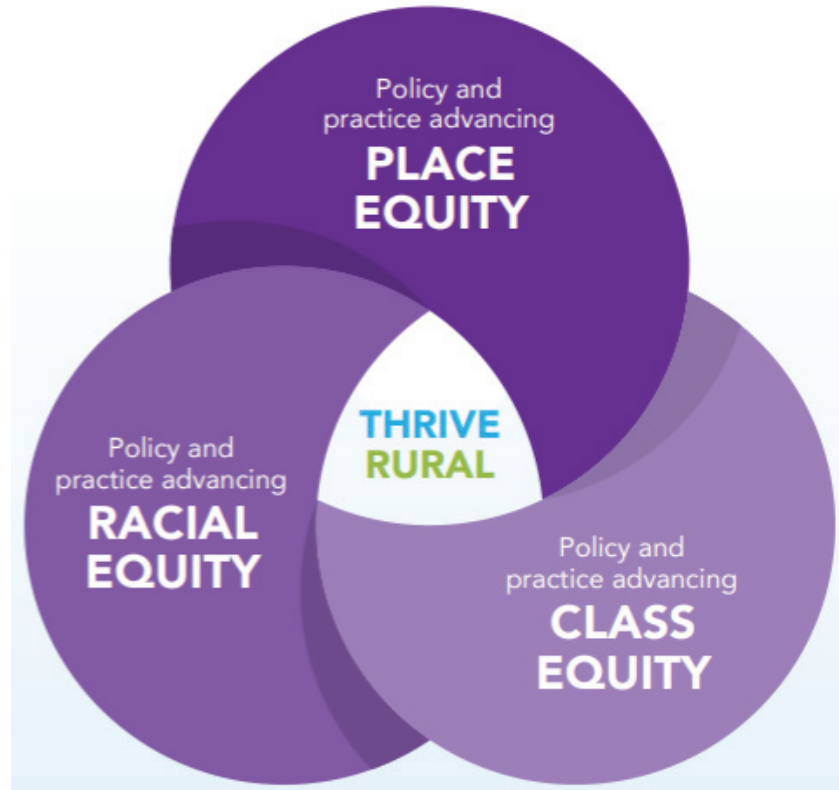 Policy and
practice advancing
PLACE
EQUITY
THRIVE
RURAL
Policy and
practice advancing
RACIAL
EQUITY
Policy and
practice advancing
CLASS
EQUITY